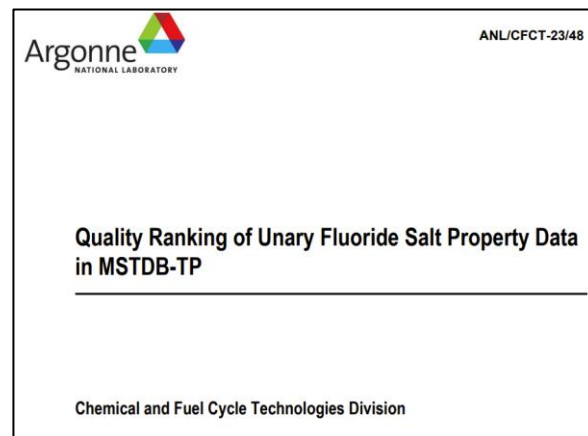 Argonne
NATIONAL LABORATORY
ANL/CFCT-23/48
Quality Ranking of Unary Fluoride Salt Property Data
in MSTDB-TP
Chemical and Fuel Cycle Technologies Division